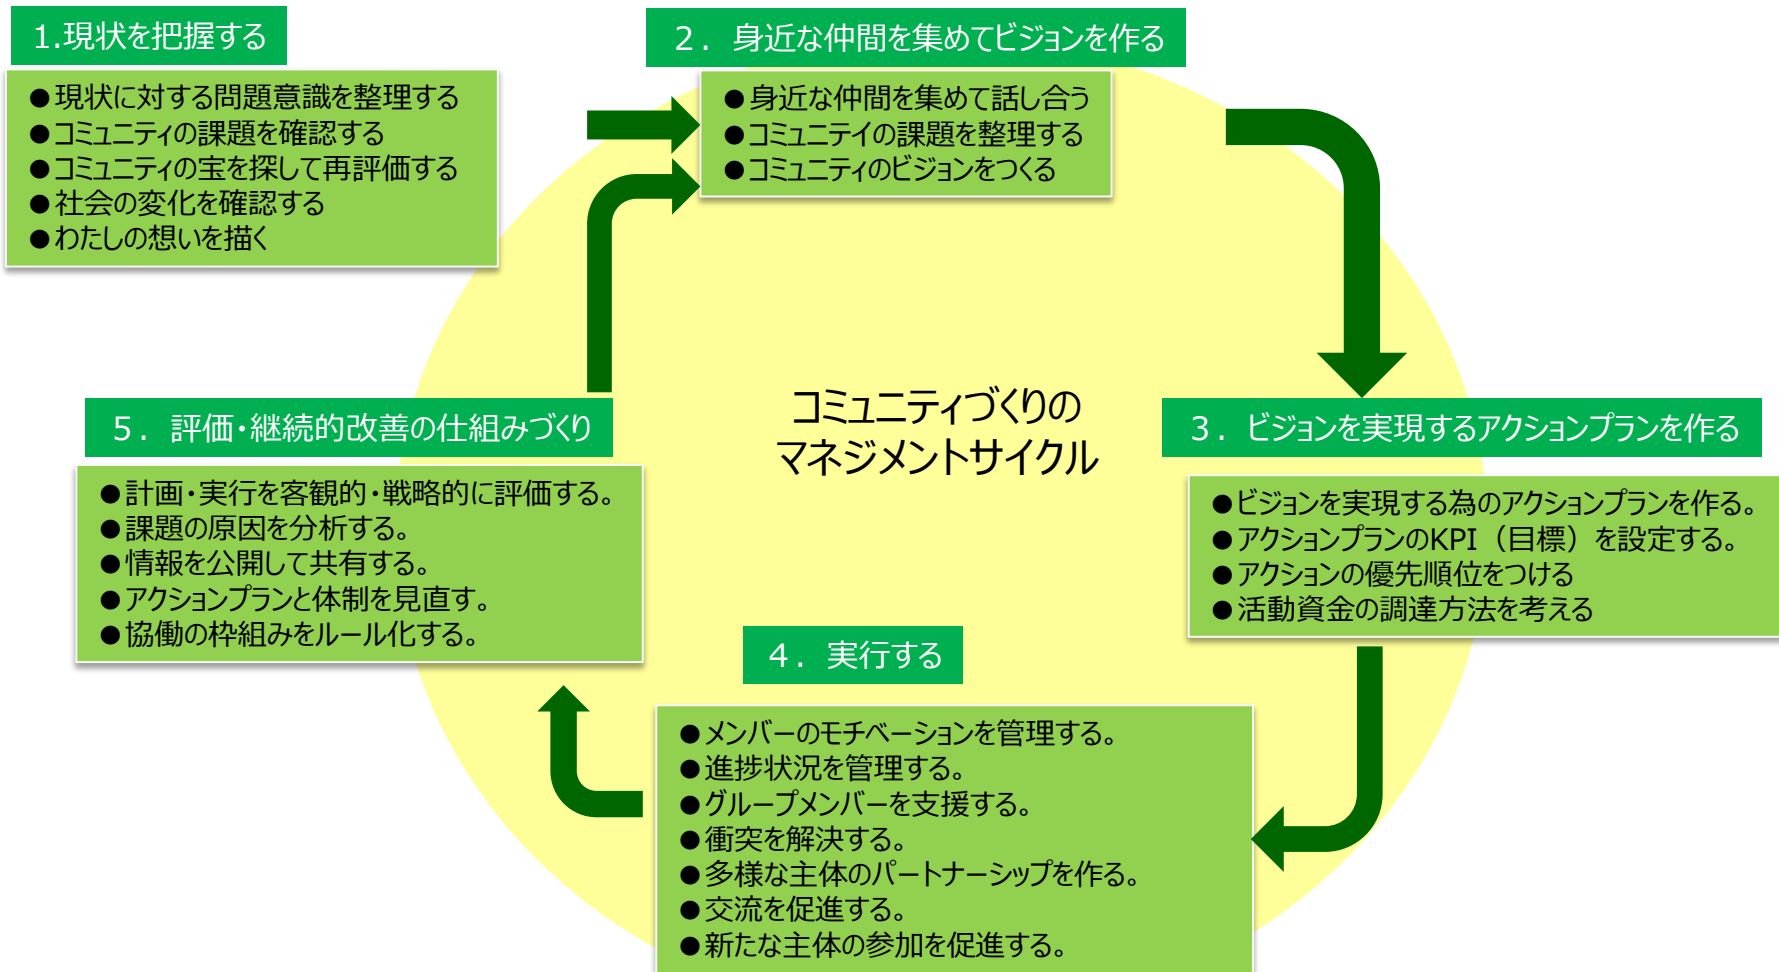 1.現状を把握する
●現状に対する問題意識を整理する
●コミュニティの課題を確認する
●コミュニティの宝を探して再評価する
●社会の変化を確認する
●わたしの想いを描く
２．身近な仲間を集めてビジョンを作る
●身近な仲間を集めて話し合う
●コミュニテイの課題を整理する
●コミュニティのビジョンをつくる
コミュニティづくりの
マネジメントサイクル
３．ビジョンを実現するアクションプランを作る
●ビジョンを実現する為のアクションプランを作る。
●アクションプランのKPI（目標）を設定する。
●アクションの優先順位をつける
●活動資金の調達方法を考える
４．実行する
●メンバーのモチベーションを管理する。
●進捗状況を管理する。
●グループメンバーを支援する。
●衝突を解決する。
●多様な主体のパートナーシップを作る。
●交流を促進する。
●新たな主体の参加を促進する。
５．評価・継続的改善の仕組みづくり
●計画・実行を客観的・戦略的に評価する。
●課題の原因を分析する。
●情報を公開して共有する。
●アクションプランと体制を見直す。
●協働の枠組みをルール化する。